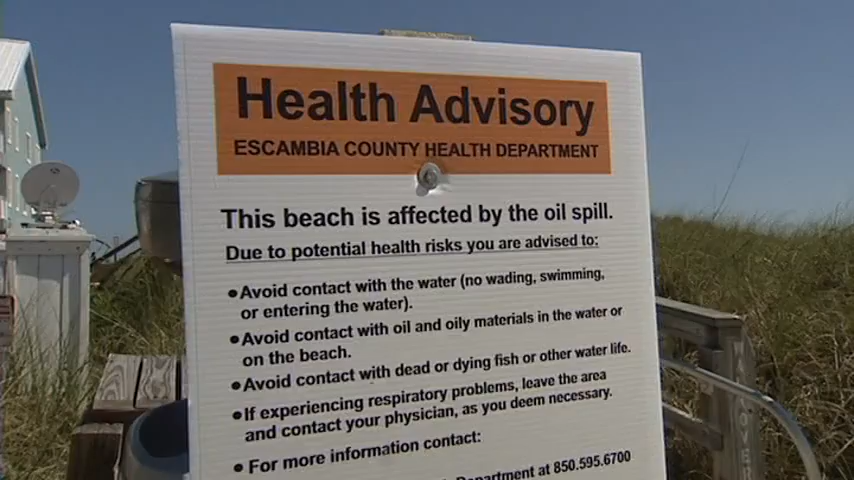 Health Advisory
ESCAMBIA COUNTY HEALTH DEPARTMENT
This beach is affected by the oil spill.
Due to potential health risks you are advised to:
●Avoid contact with the water (no wading, swimming,
or entering the water).
●Avoid contact with oil and oily materials in the water or
on the beach.
●Avoid contact with dead or dying fish or other water life.
●If experiencing respiratory problems, leave the area
and contact your physician, as you deem necessary.
●For more information contact:
Department at 850.595.6700